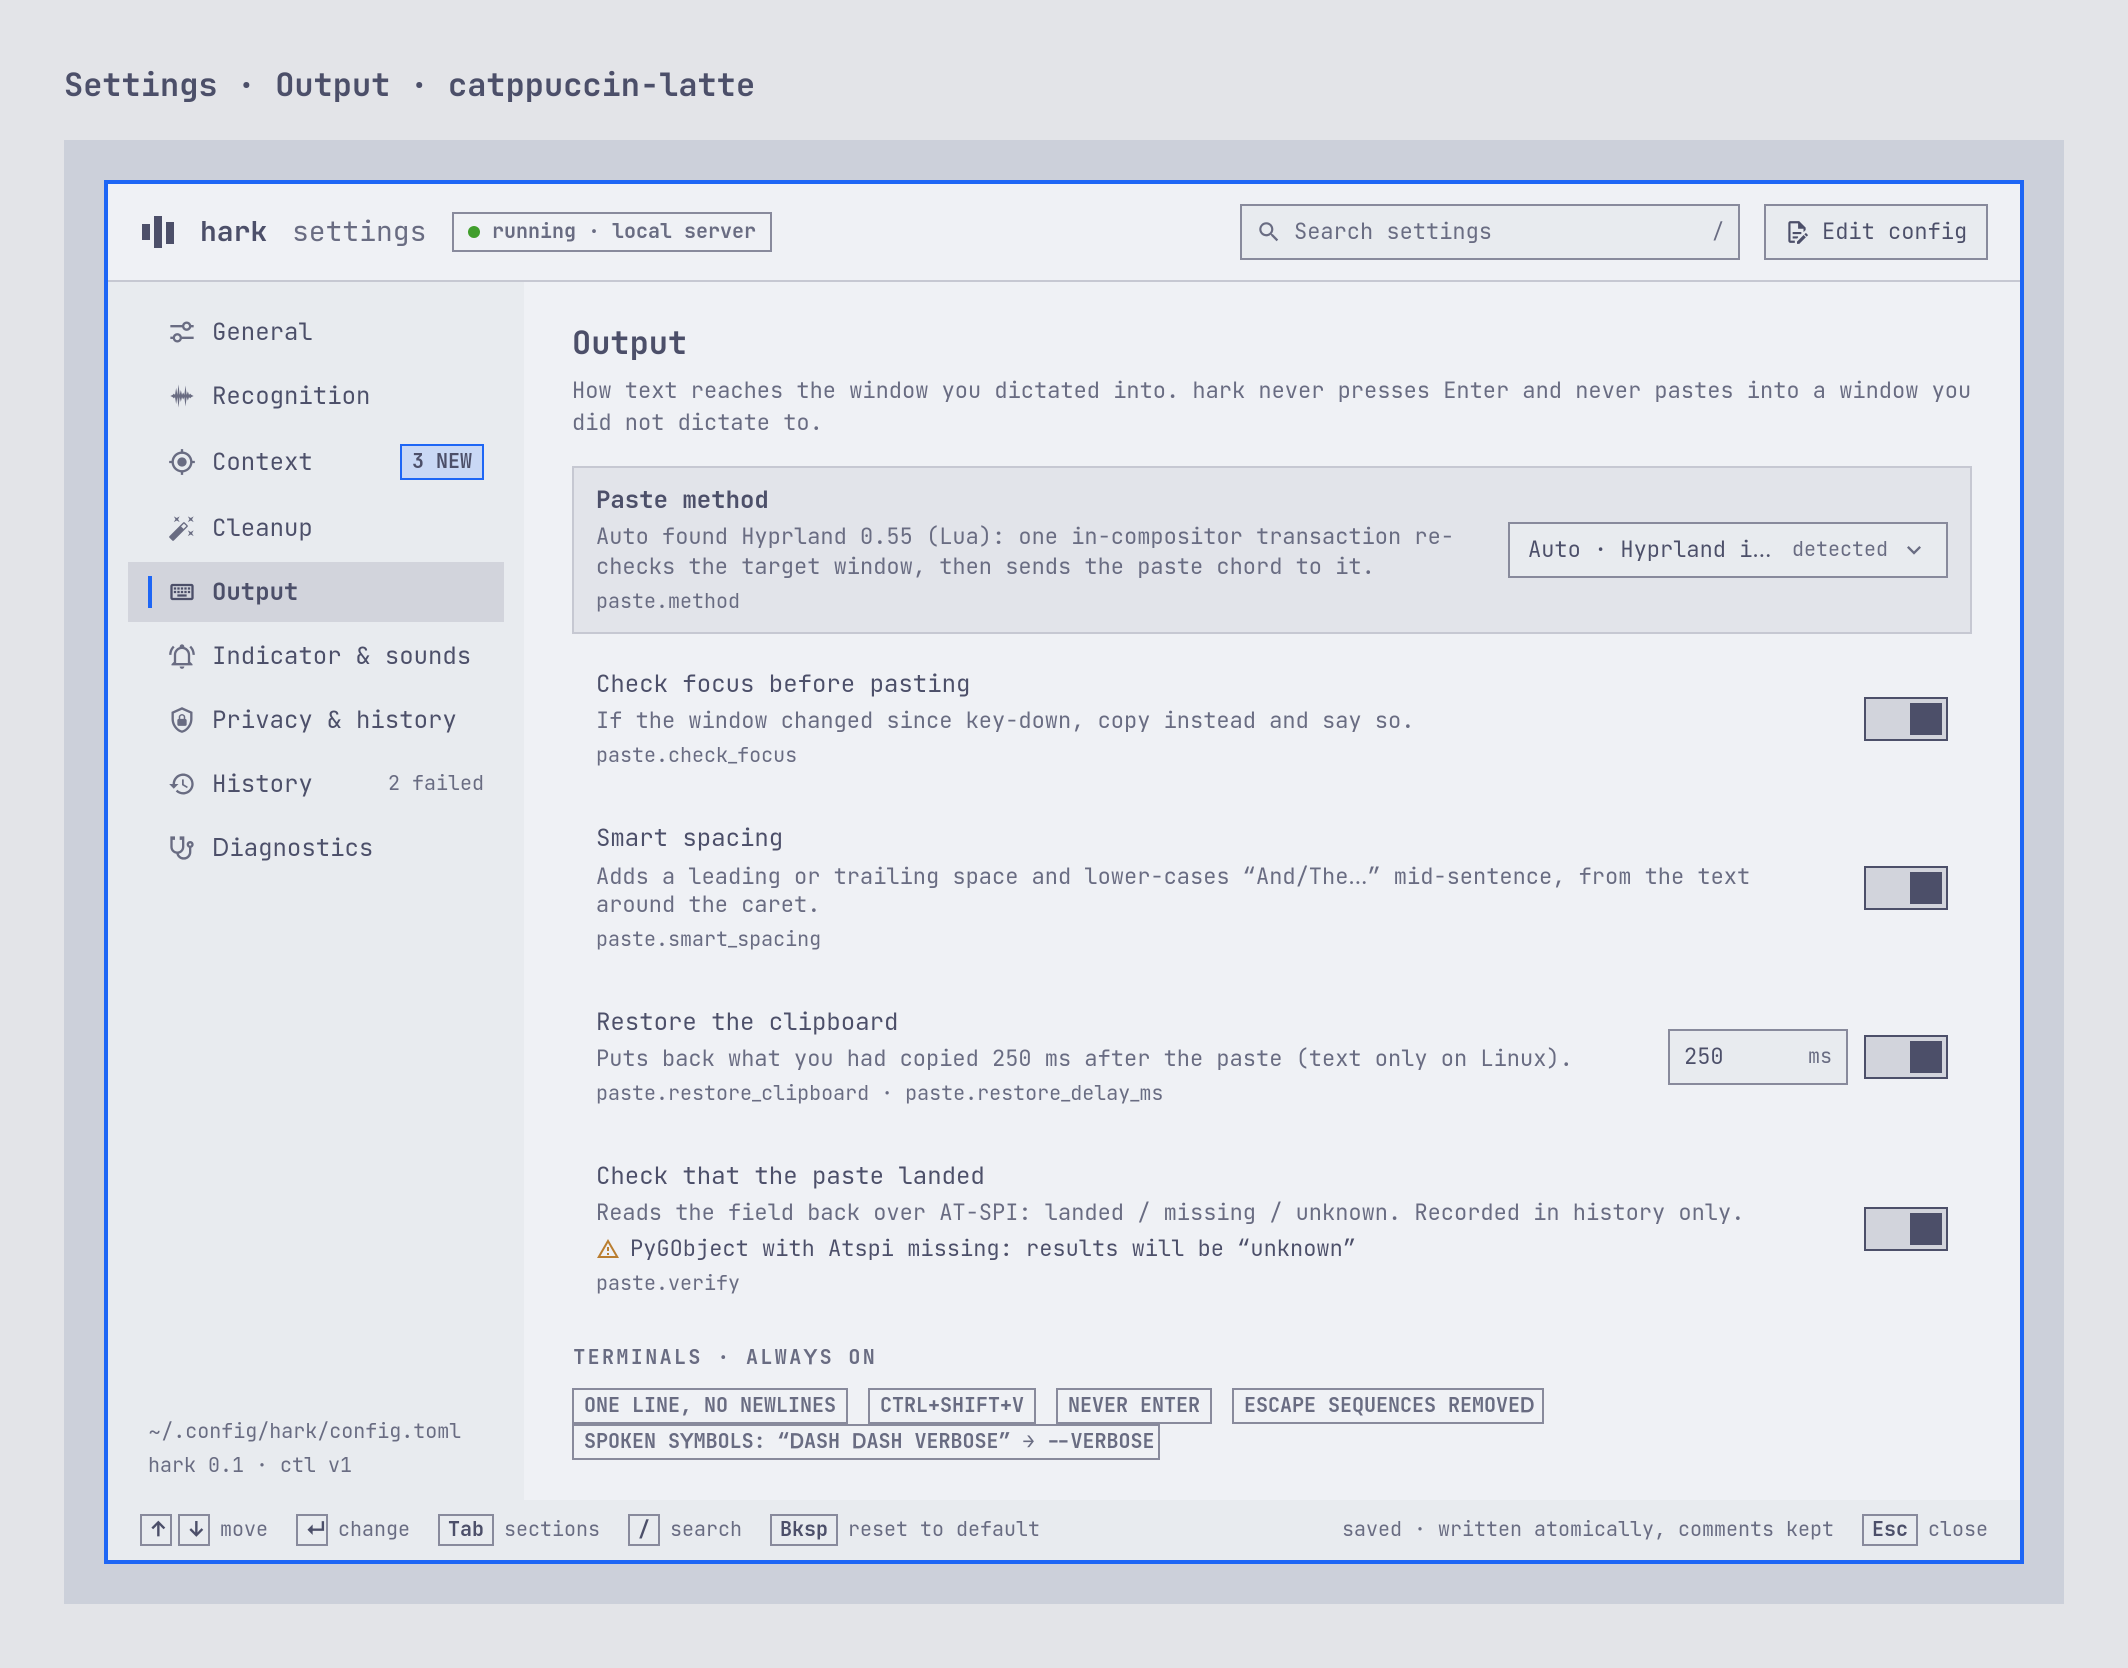 Settings · Output · catppuccin-latte
hark settings running · local server
Search settings / Edit config
General
Recognition
Context 3 NEW
Cleanup
Output
Indicator & sounds
Privacy & history
History 2 failed
Diagnostics
~/.config/hark/config.toml
hark 0.1 · ctl v1
Output
How text reaches the window you dictated into. hark never presses Enter and never pastes into a window you
did not dictate to.
Paste method
Auto found Hyprland 0.55 (Lua): one in-compositor transaction re-
checks the target window, then sends the paste chord to it.
paste.method
Auto · Hyprland i… detected
Check focus before pasting
If the window changed since key-down, copy instead and say so.
paste.check_focus
Smart spacing
Adds a leading or trailing space and lower-cases “And/The…” mid-sentence, from the text
around the caret.
paste.smart_spacing
Restore the clipboard
Puts back what you had copied 250 ms after the paste (text only on Linux).
paste.restore_clipboard · paste.restore_delay_ms
250 ms
Check that the paste landed
Reads the field back over AT-SPI: landed / missing / unknown. Recorded in history only.
PyGObject with Atspi missing: results will be “unknown”
paste.verify
TERMINALS · ALWAYS ON
ONE LINE, NO NEWLINES CTRL+SHIFT+V NEVER ENTER ESCAPE SEQUENCES REMOVED
SPOKEN SYMBOLS: “DASH DASH VERBOSE” → --VERBOSE
↑ ↓ move ↵ change Tab sections / search Bksp reset to default saved · written atomically, comments kept Esc close